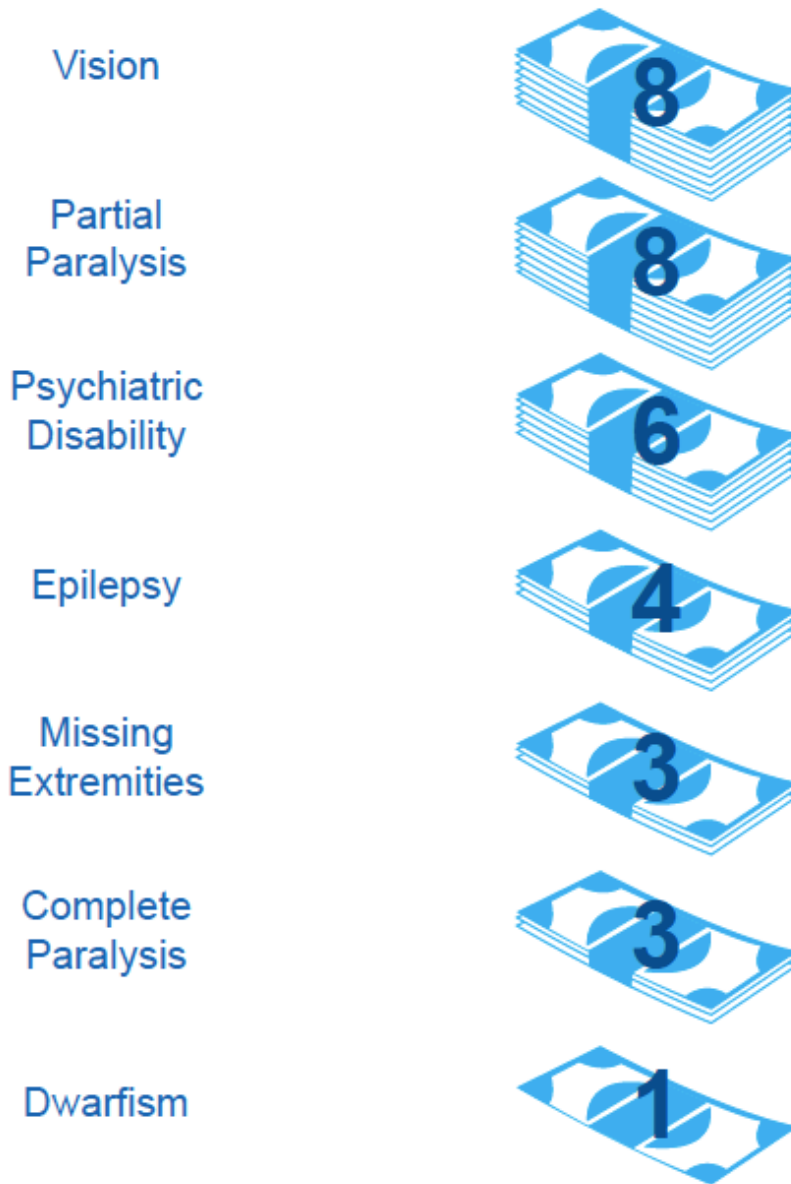 Vision
8
Partial
Paralysis
8
Psychiatric
Disability
6
Epilepsy
4
Missing
Extremities
3
Complete
Paralysis
3
Dwarfism
1